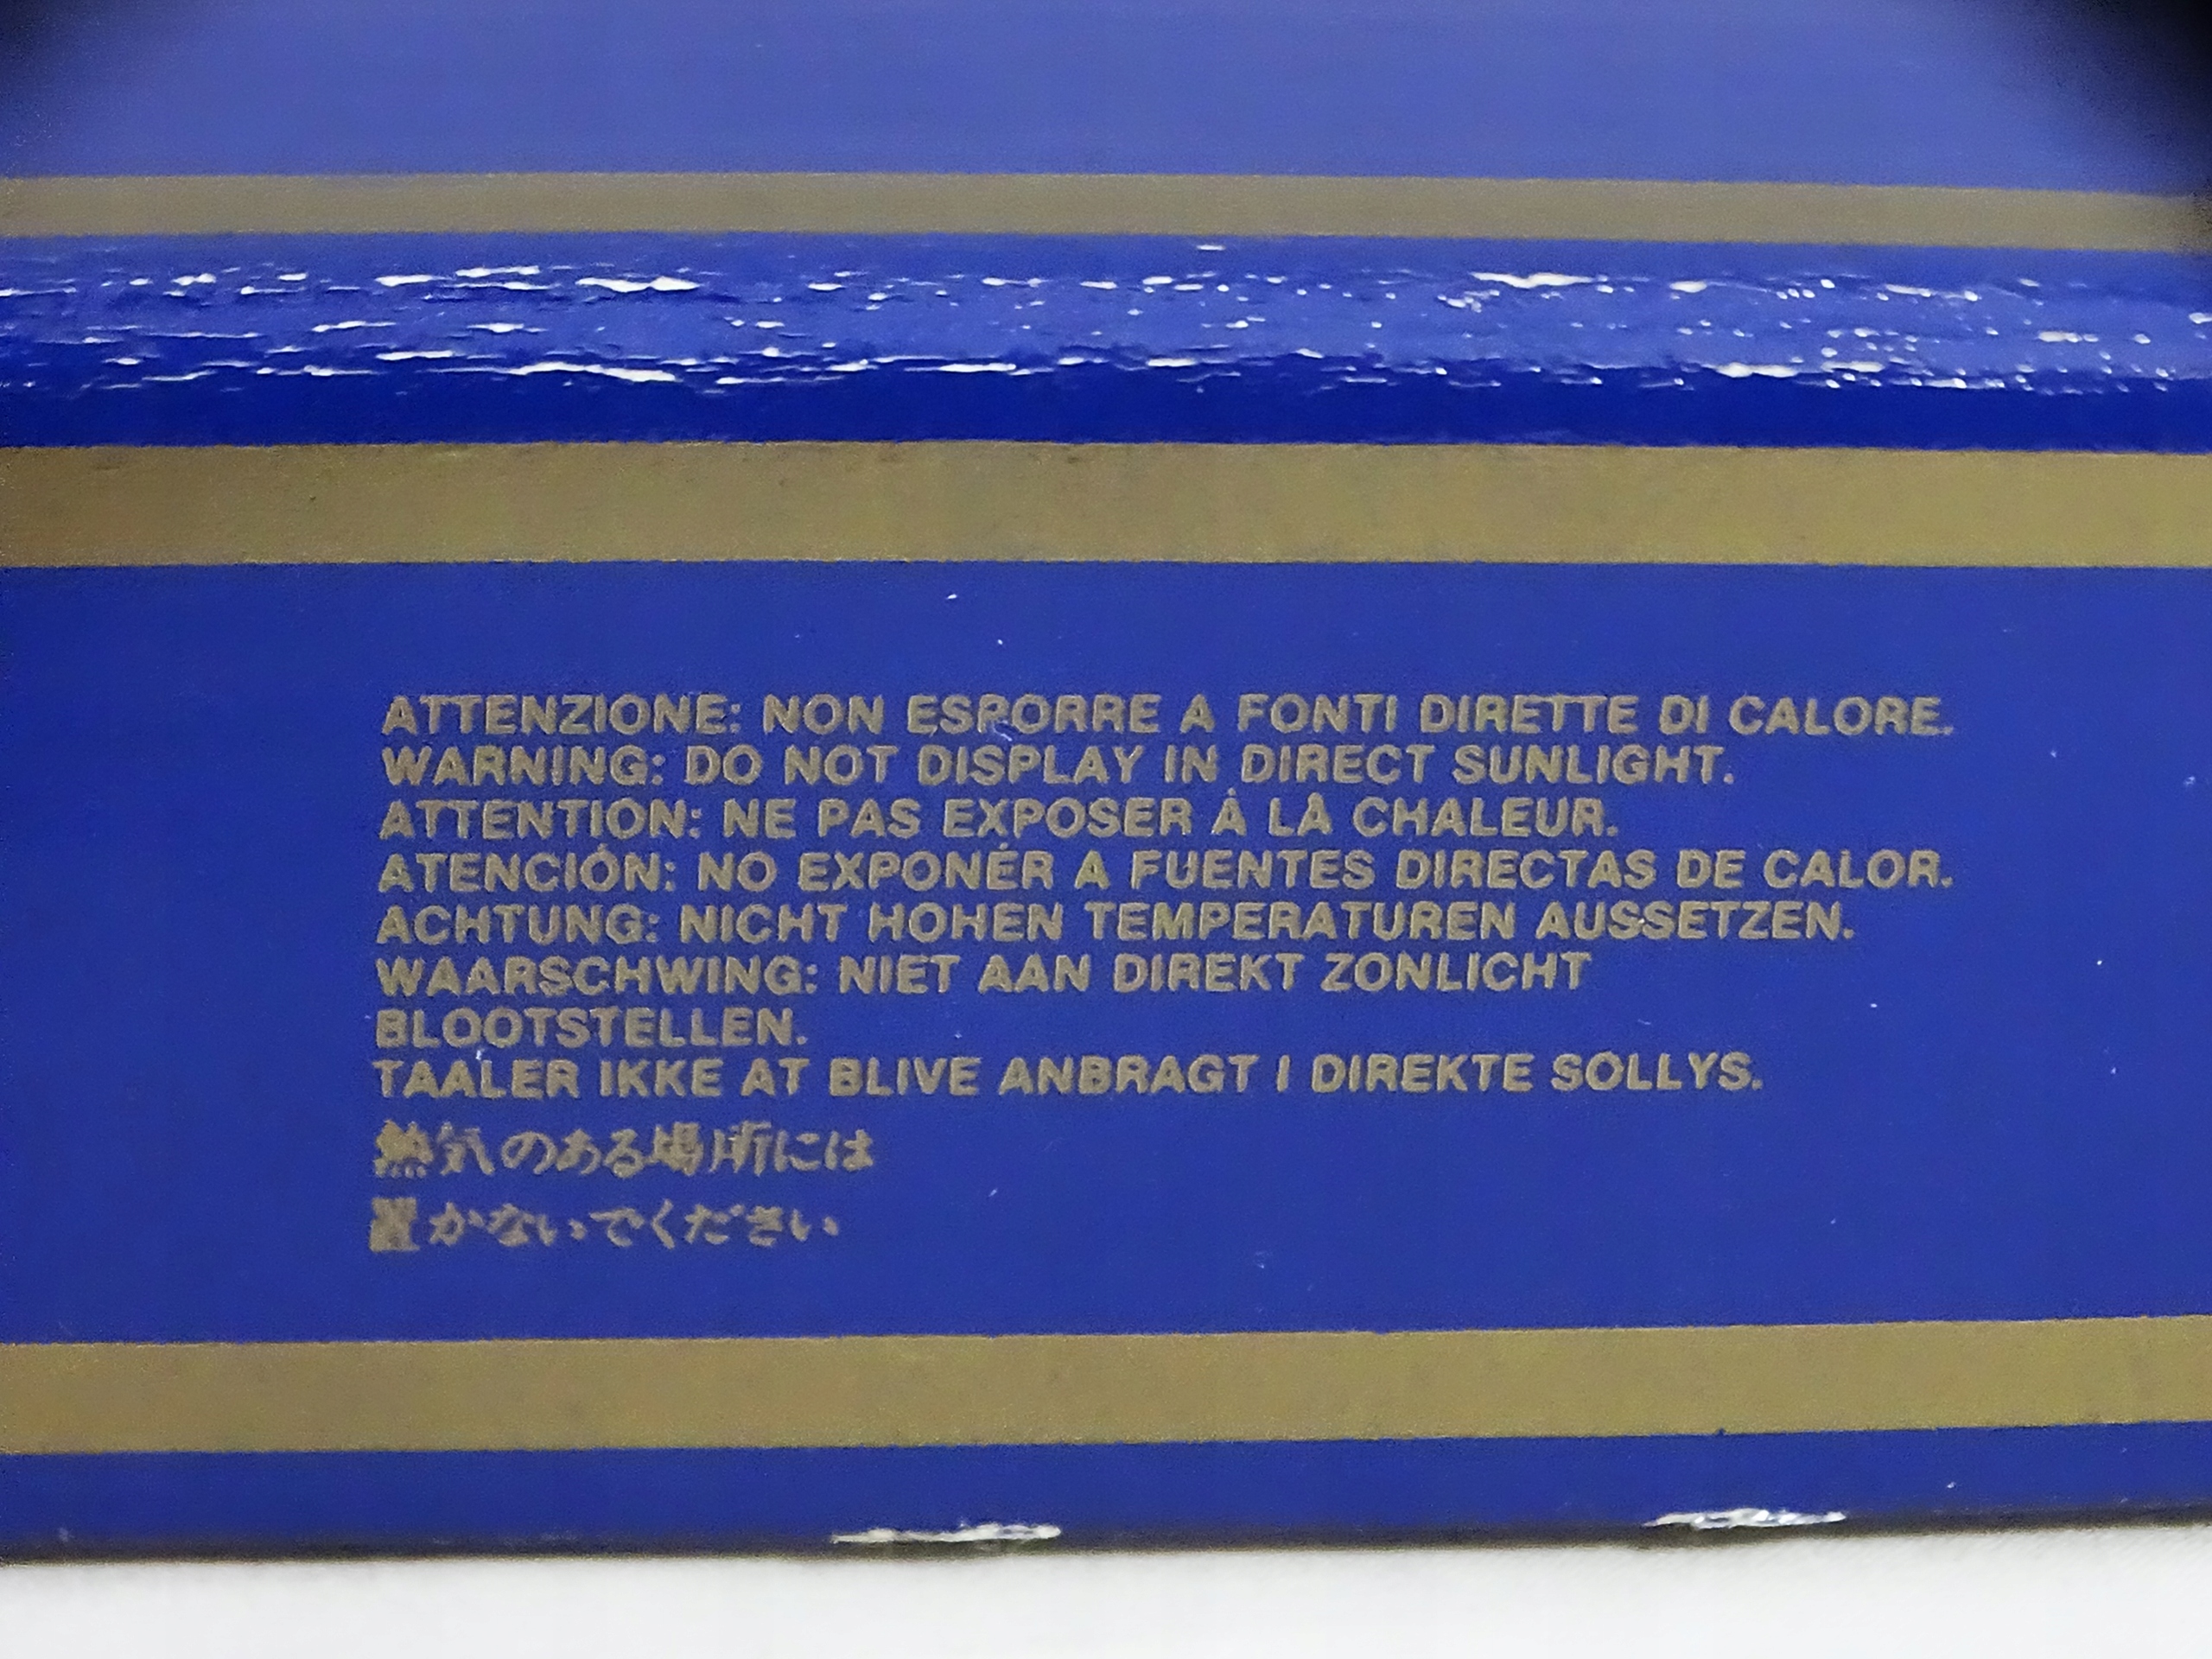 ATTENZIONE: NON ESPORRE A FONTI DIRETTE DI CALORE.
WARNING: DO NOT DISPLAY IN DIRECT SUNLIGHT.
ATTENTION: NE PAS EXPOSER À LÀ CHALEUR.
ATENCIÓN: NO EXPONÉR A FUENTES DIRECTAS DE CALOR.
ACHTUNG: NICHT HOHEN TEMPERATUREN AUSSETZEN.
WAARSCHWING: NIET AAN DIREKT ZONLICHT
BLOOTSTELLEN.
TAALER IKKE AT BLIVE ANBRAGT I DIREKTE SOLLYS.
熱気のある場所には
置かないでください